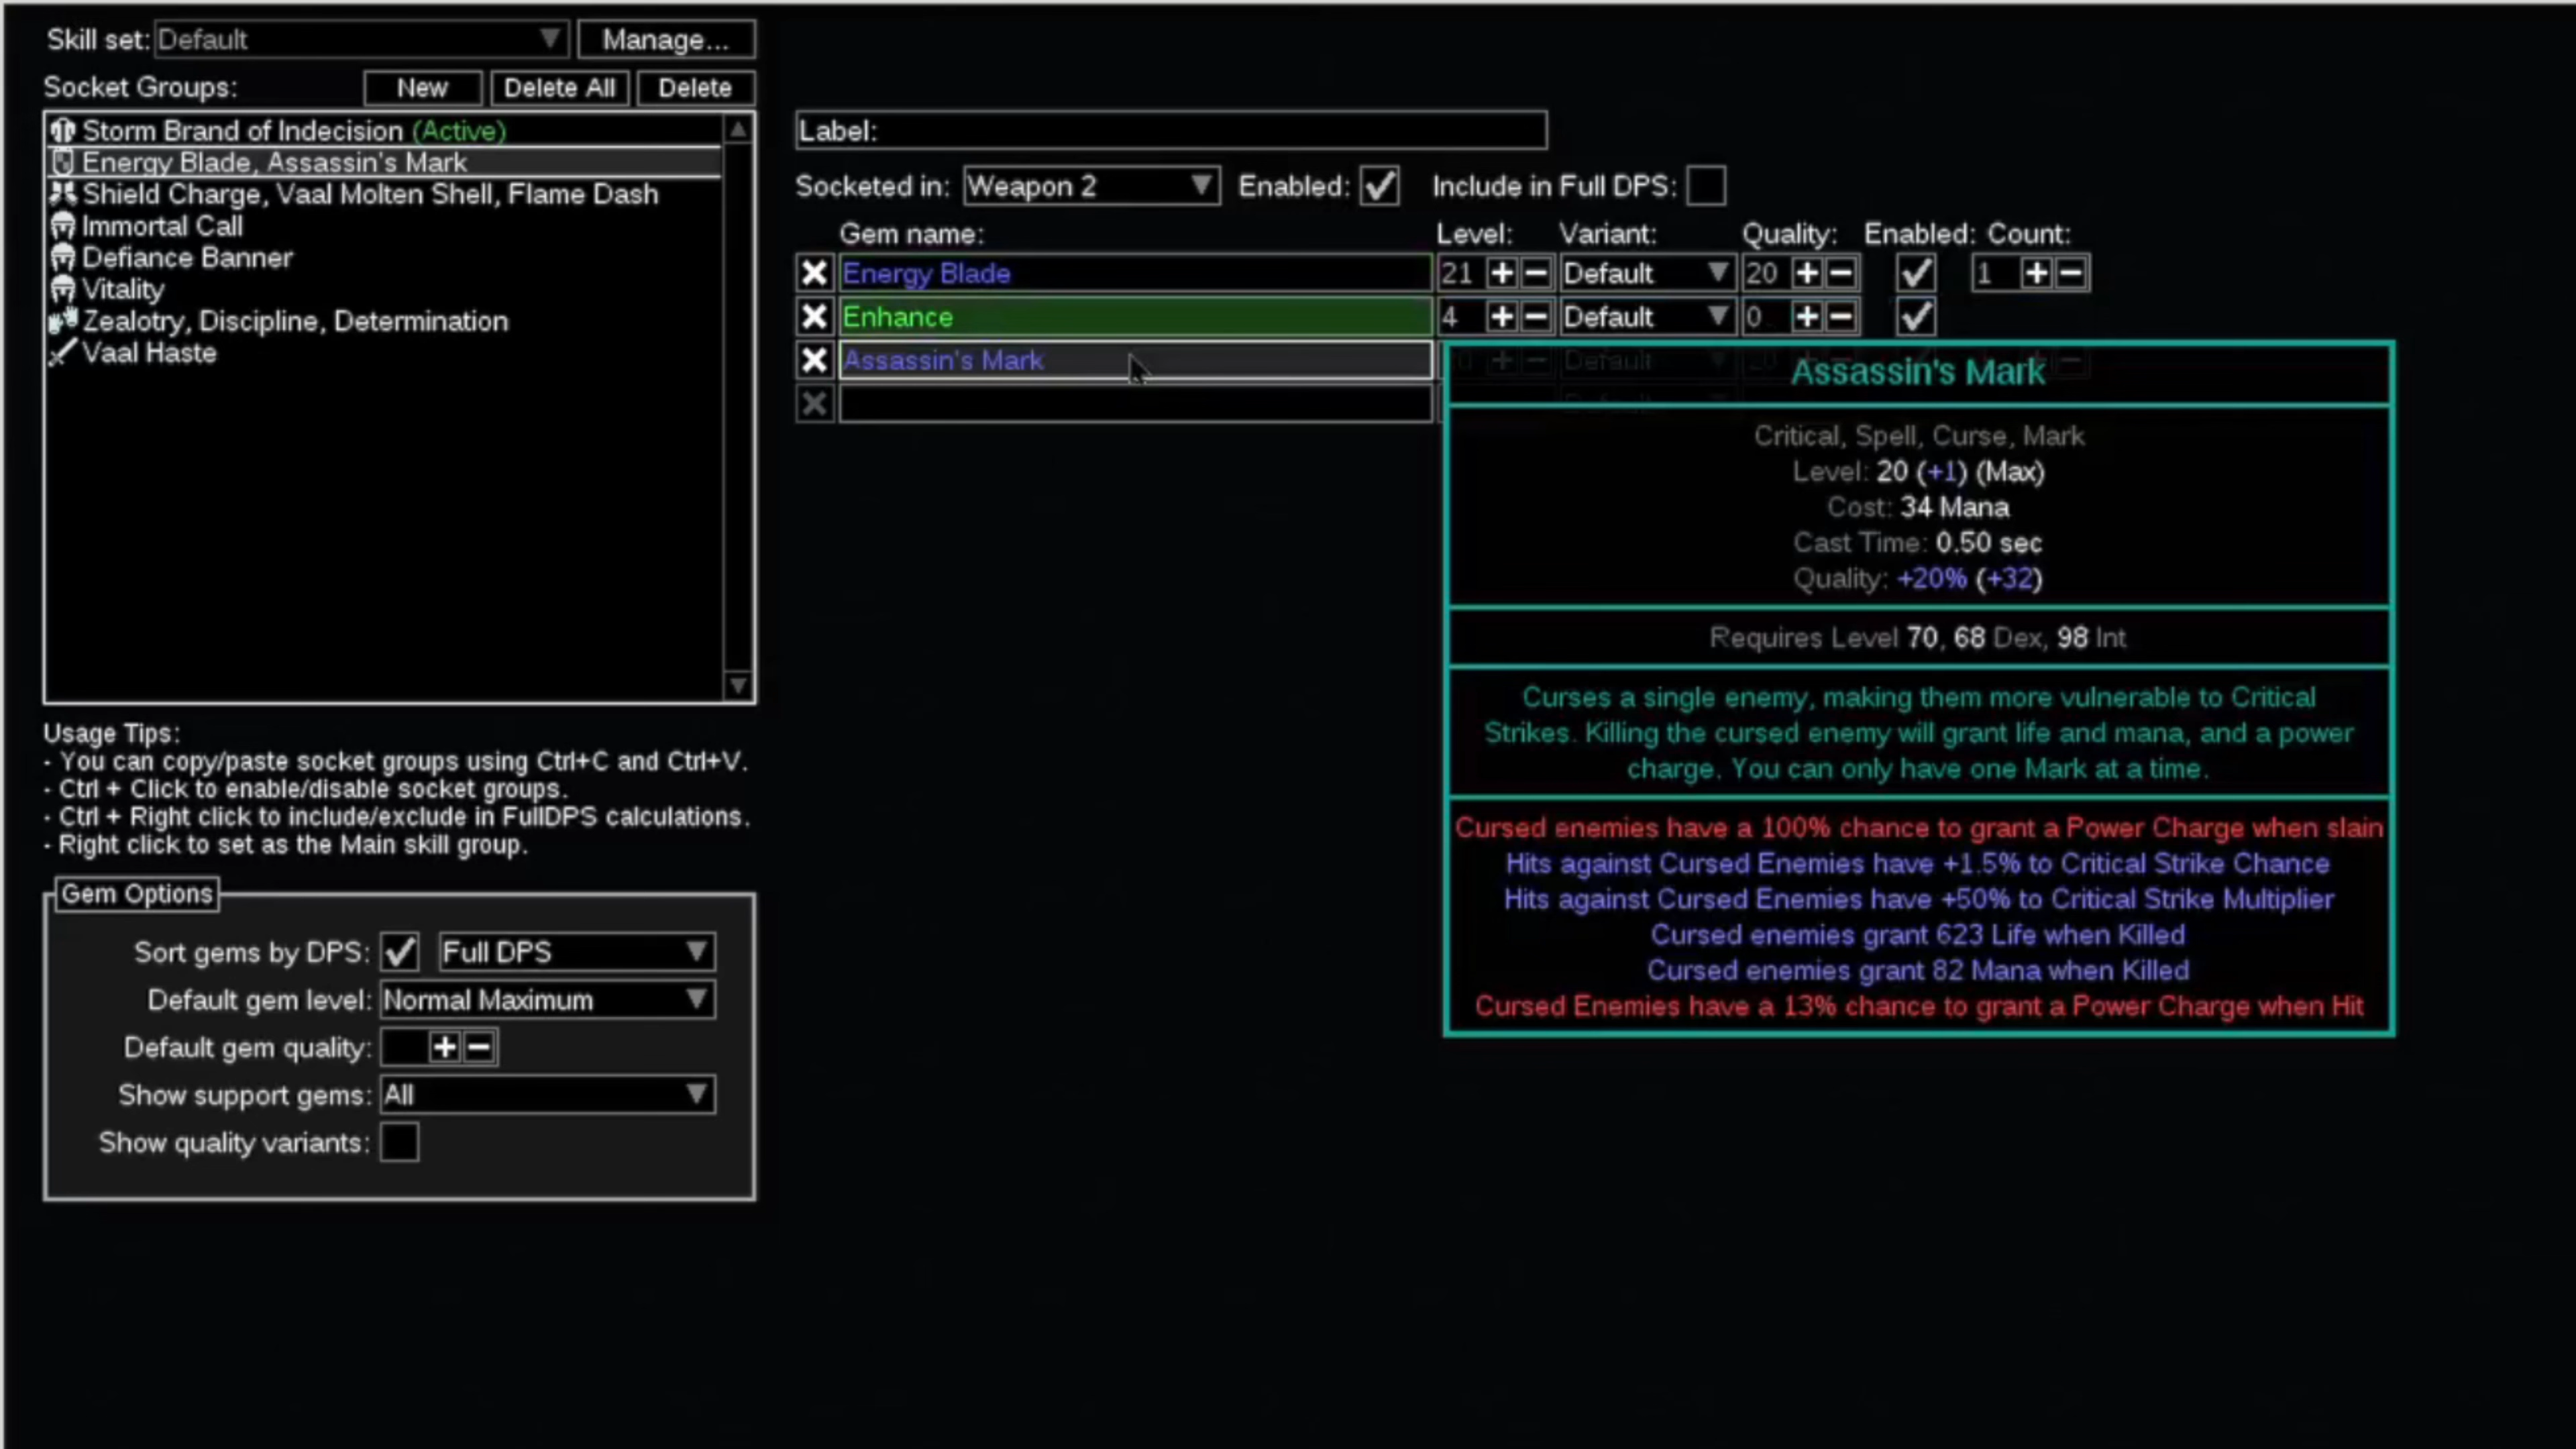 Skill set: Default Manage...
Socket Groups: New Delete All Delete
Storm Brand of Indecision (Active)
Energy Blade, Assassin's Mark
Shield Charge, Vaal Molten Shell, Flame Dash
Immortal Call
Defiance Banner
Vitality
Zealotry, Discipline, Determination
Vaal Haste
Usage Tips:
- You can copy/paste socket groups using Ctrl+C and Ctrl+V.
- Ctrl + Click to enable/disable socket groups.
- Ctrl + Right click to include/exclude in FullDPS calculations.
- Right click to set as the Main skill group.
Gem Options
Sort gems by DPS: Full DPS
Default gem level: Normal Maximum
Default gem quality:
Show support gems: All
Show quality variants:
Label:
Socketed in: Weapon 2 Enabled: Include in Full DPS:
Gem name: Level: Variant: Quality: Enabled: Count:
Energy Blade 21 Default 20 1
Enhance 4 Default 0
Assassin's Mark Default
Default
Assassin's Mark
Critical, Spell, Curse, Mark
Level: 20 (+1) (Max)
Cost: 34 Mana
Cast Time: 0.50 sec
Quality: +20% (+32)
Requires Level 70, 68 Dex, 98 Int
Curses a single enemy, making them more vulnerable to Critical
Strikes. Killing the cursed enemy will grant life and mana, and a power
charge. You can only have one Mark at a time.
Cursed enemies have a 100% chance to grant a Power Charge when slain
Hits against Cursed Enemies have +1.5% to Critical Strike Chance
Hits against Cursed Enemies have +50% to Critical Strike Multiplier
Cursed enemies grant 623 Life when Killed
Cursed enemies grant 82 Mana when Killed
Cursed Enemies have a 13% chance to grant a Power Charge when Hit